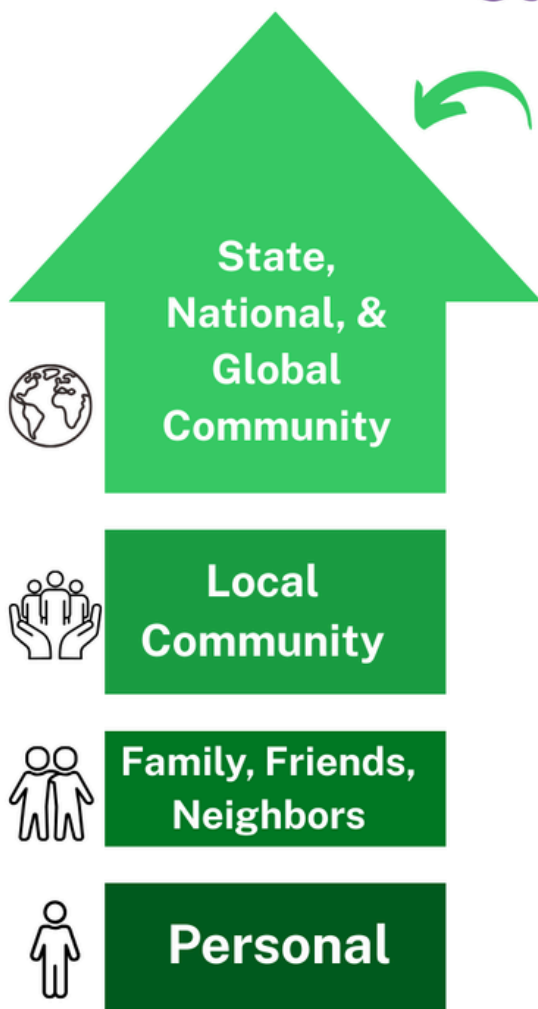 State,
National, &
Global
Community
Local
Community
Family, Friends,
Neighbors
Personal